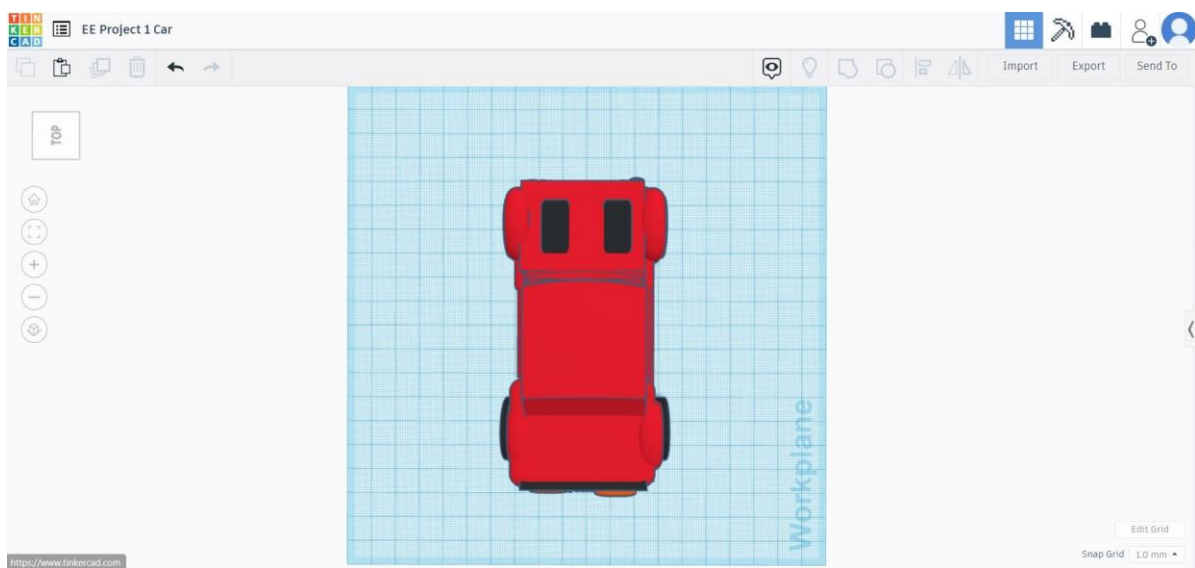 TIN
KER
CAD
EE Project 1 Car
Import
Export
Send To
TOP
Workplane
Edit Grid
Snap Grid 1.0 mm
https://www.tinkercad.com